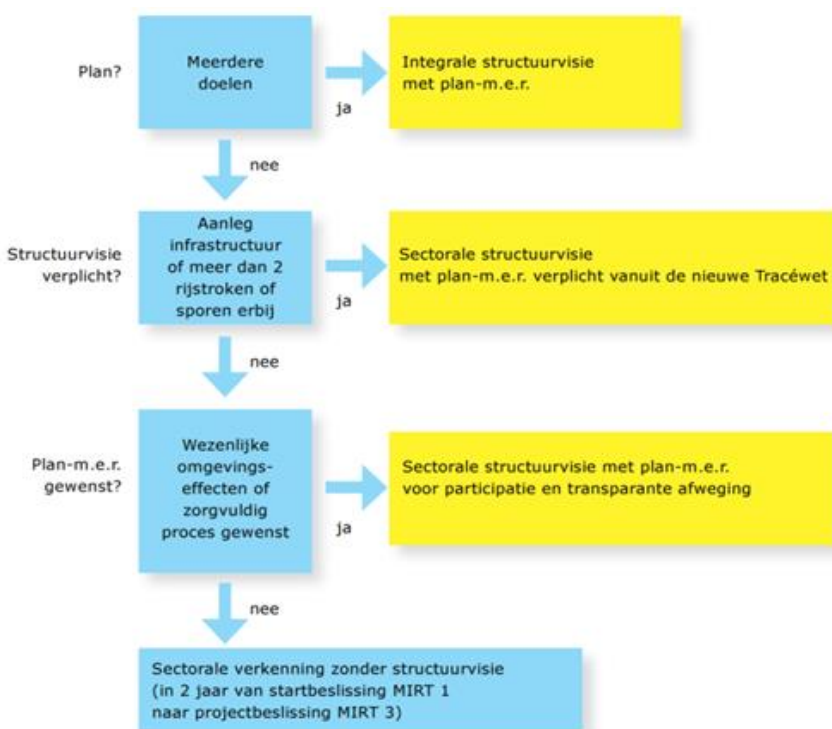 Plan?
Meerdere
doelen
ja
Integrale structuurvisie
met plan-m.e.r.
nee
Structuurvisie
verplicht?
Aanleg
infrastructuur
of meer dan 2
rijstroken of
sporen erbij
ja
Sectorale structuurvisie
met plan-m.e.r. verplicht vanuit de nieuwe Tracéwet
nee
Plan-m.e.r.
gewenst?
Wezenlijke
omgevings-
effecten of
zorgvuldig
proces gewenst
ja
Sectorale structuurvisie met plan-m.e.r.
voor participatie en transparante afweging
nee
Sectorale verkenning zonder structuurvisie
(in 2 jaar van startbeslissing MIRT 1
naar projectbeslissing MIRT 3)